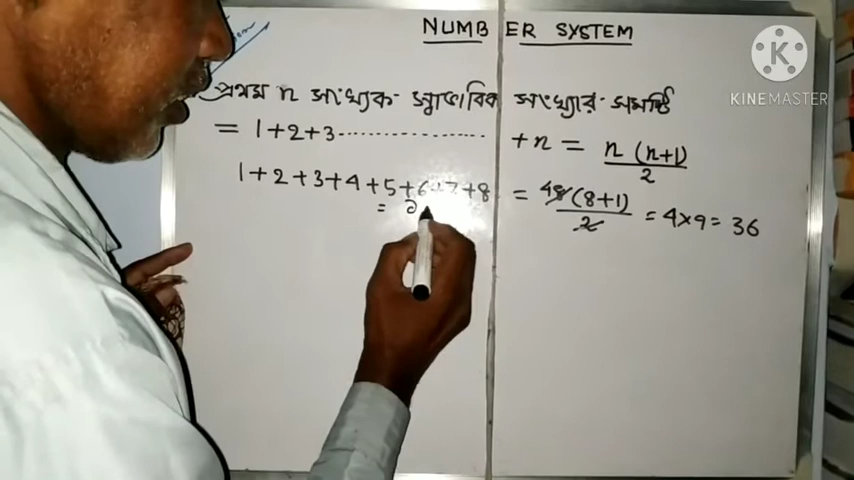 NUMBER SYSTEM
KINEMASTER
প্রথম n সংখ্যক স্বাভাবিক সংখ্যার সমষ্টি
= 1+2+3.................. +n = n(n+1)/2
1+2+3+4+5+6+7+8 = 48(8+1)/2 = 4×9= 36
=